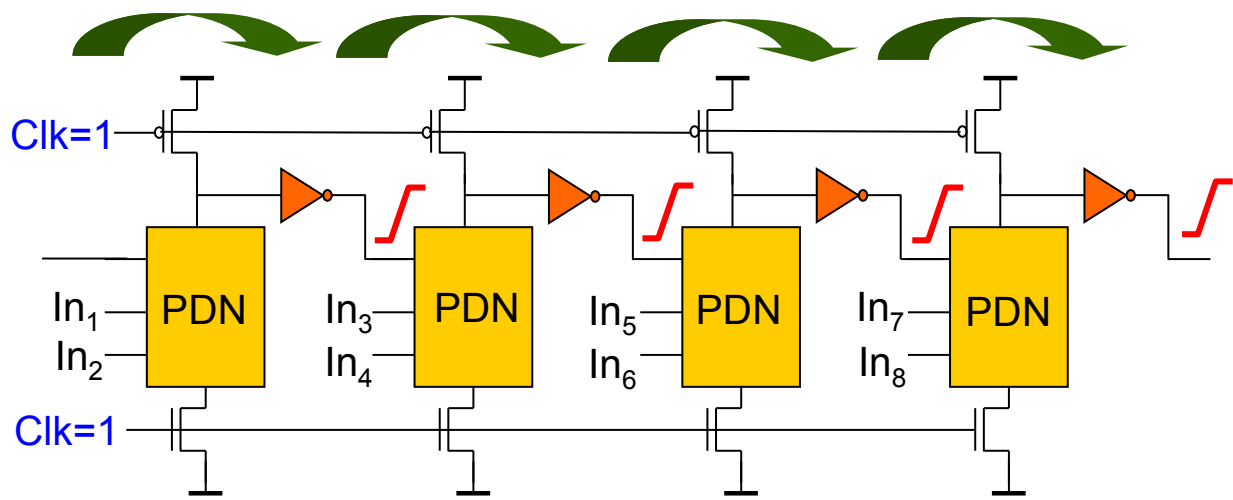 Clk=1
PDN PDN PDN PDN
In₁ In₃ In₅ In₇
In₂ In₄ In₆ In₈
Clk=1